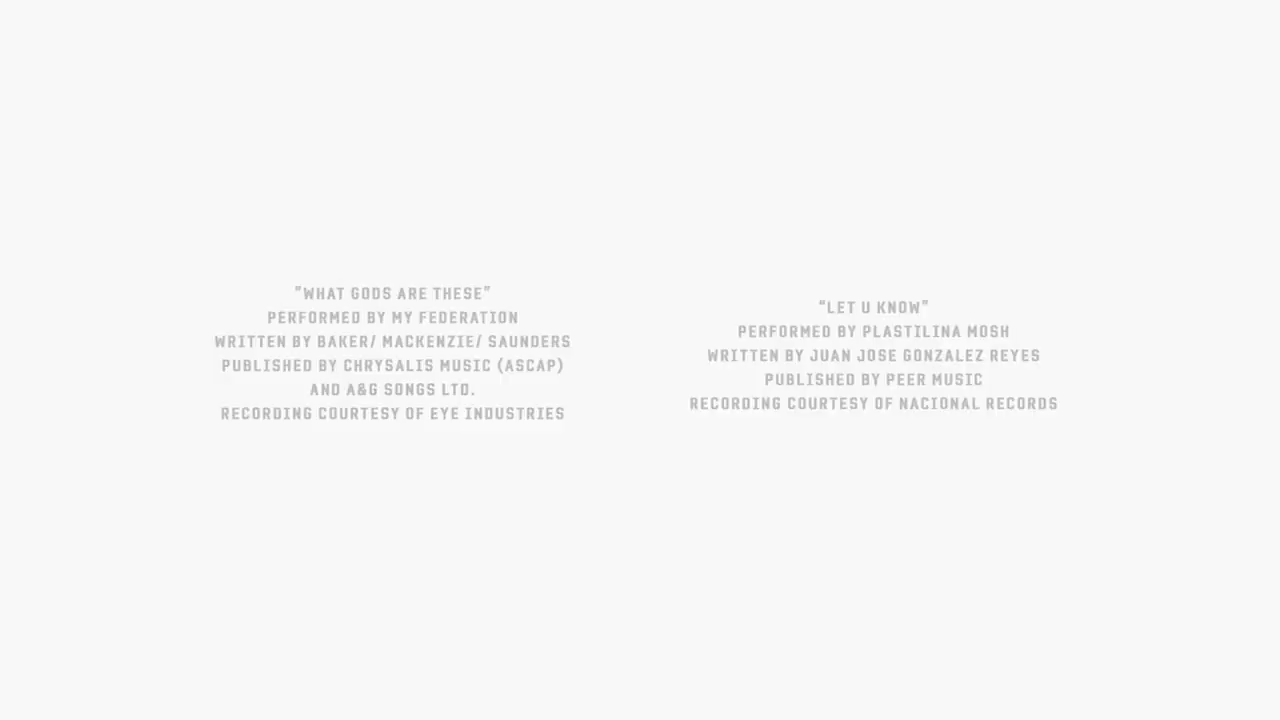 "WHAT GODS ARE THESE"
PERFORMED BY MY FEDERATION
WRITTEN BY BAKER/ MACKENZIE/ SAUNDERS
PUBLISHED BY CHRYSALIS MUSIC (ASCAP)
AND A&G SONGS LTD.
RECORDING COURTESY OF EYE INDUSTRIES
"LET U KNOW"
PERFORMED BY PLASTILINA MOSH
WRITTEN BY JUAN JOSE GONZALEZ REYES
PUBLISHED BY PEER MUSIC
RECORDING COURTESY OF NACIONAL RECORDS